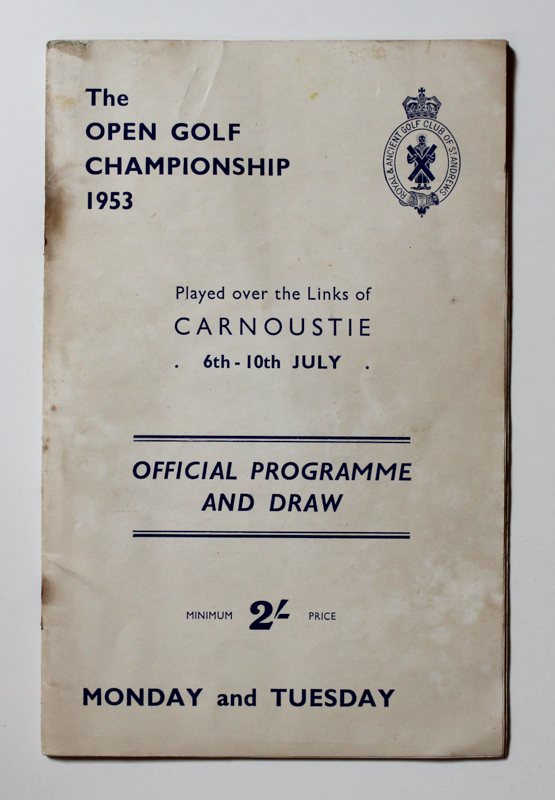 The
OPEN GOLF
CHAMPIONSHIP
1953
ROYAL & ANCIENT GOLF CLUB OF ST ANDREWS
Played over the Links of
CARNOUSTIE
. 6th - 10th JULY .
OFFICIAL PROGRAMME
AND DRAW
MINIMUM 2/- PRICE
MONDAY and TUESDAY